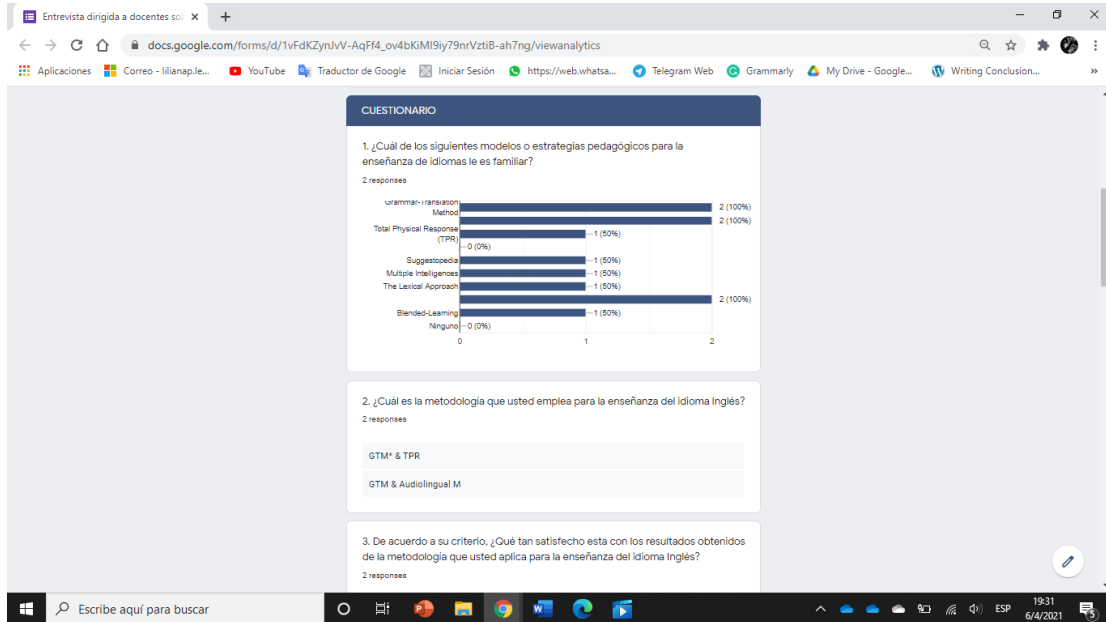 Entrevista dirigida a docentes so
docs.google.com/forms/d/1vFdKZynJvV-AqFf4_ov4bKiMI9iy79nrVztiB-ah7ng/viewanalytics
Aplicaciones Correo - lilianap.le... YouTube Traductor de Google Iniciar Sesión https://web.whatsa... Telegram Web Grammarly My Drive - Google... Writing Conclusion... »
CUESTIONARIO
1. ¿Cuál de los siguientes modelos o estrategias pedagógicos para la
enseñanza de idiomas le es familiar?
2 responses
Grammar-Translation
Method
2 (100%)
2 (100%)
Total Physical Response
(TPR)
1 (50%)
0 (0%)
Suggestopedia 1 (50%)
Multiple Intelligences 1 (50%)
The Lexical Approach 1 (50%)
2 (100%)
Blended-Learning 1 (50%)
Ninguno 0 (0%)
0 1 2
2. ¿Cuál es la metodología que usted emplea para la enseñanza del idioma Inglés?
2 responses
GTM* & TPR
GTM & Audiolingual M
3. De acuerdo a su criterio, ¿Qué tan satisfecho esta con los resultados obtenidos
de la metodología que usted aplica para la enseñanza del idioma Inglés?
2 responses
Escribe aquí para buscar
ESP
19:31
6/4/2021
5